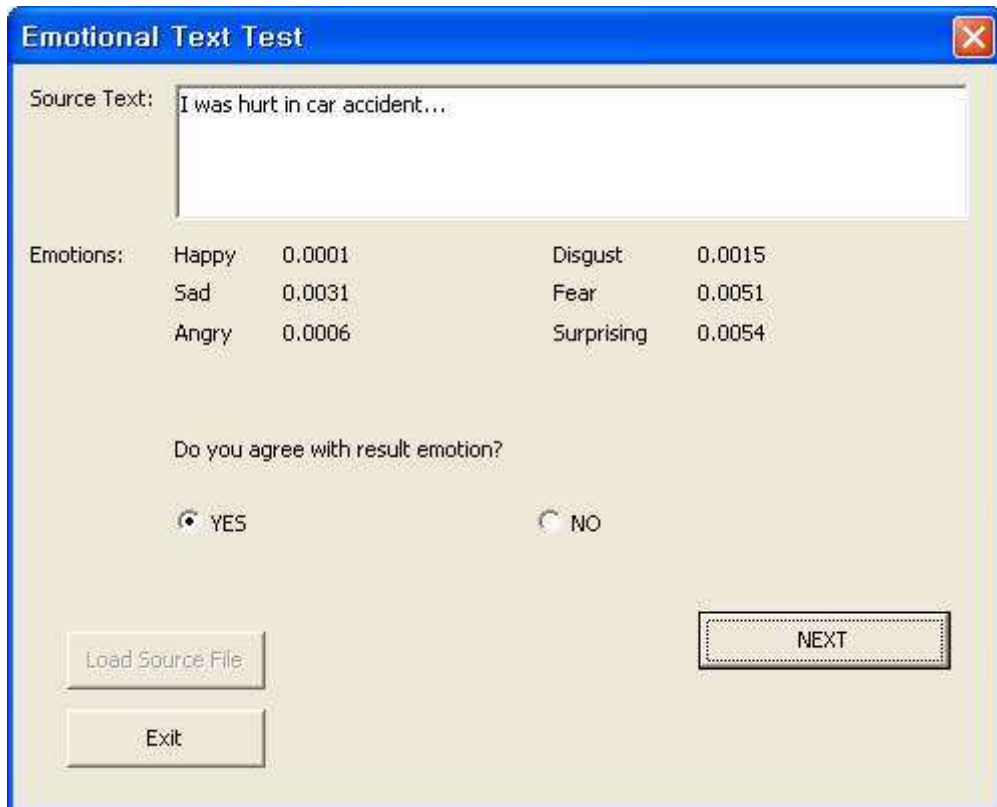 Emotional Text Test
Source Text: I was hurt in car accident...
Emotions: Happy 0.0001 Disgust 0.0015
Sad 0.0031 Fear 0.0051
Angry 0.0006 Surprising 0.0054
Do you agree with result emotion?
YES NO
NEXT
Load Source File
Exit